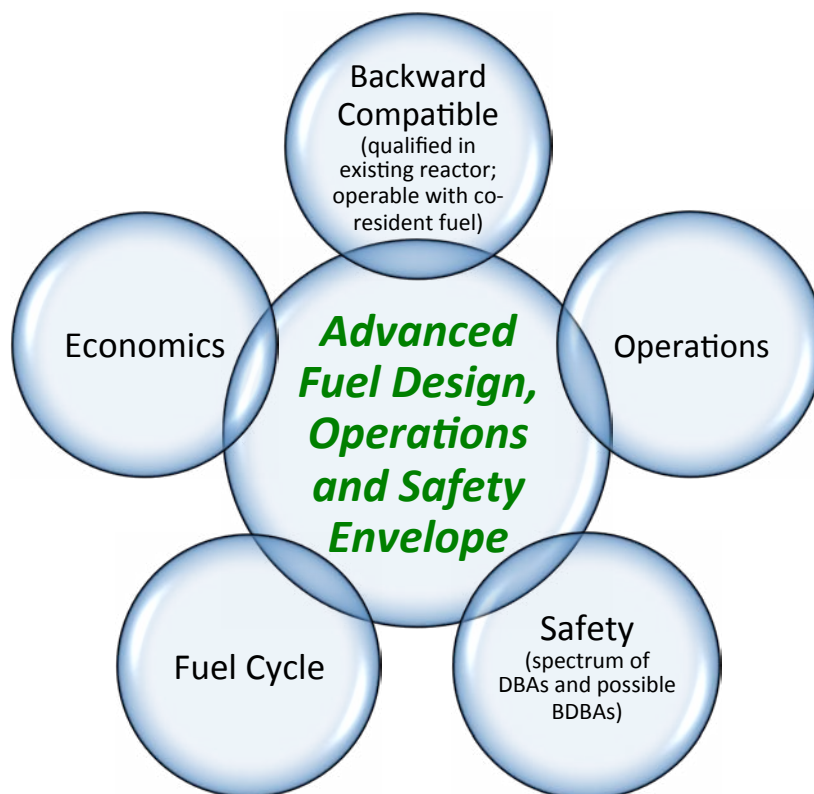 Backward
Compatible
(qualified in
existing reactor;
operable with co-
resident fuel)
Economics
Advanced
Fuel Design,
Operations
and Safety
Envelope
Operations
Fuel Cycle
Safety
(spectrum of
DBAs and possible
BDBAs)